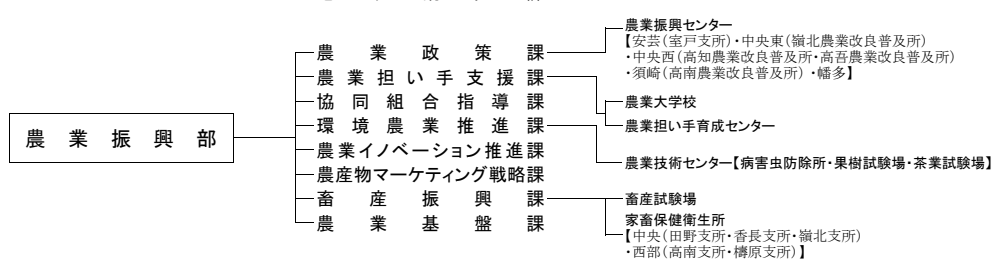 農業振興部
農業政策課
農業担い手支援課
協同組合指導課
環境農業推進課
農業イノベーション推進課
農産物マーケティング戦略課
畜産振興課
農業基盤課
農業振興センター
【安芸(室戸支所)・中央東(嶺北農業改良普及所)
・中央西(高知農業改良普及所・高吾農業改良普及所)
・須崎(高南農業改良普及所)・幡多】
農業大学校
農業担い手育成センター
農業技術センター【病害虫防除所・果樹試験場・茶業試験場】
畜産試験場
家畜保健衛生所
【中央(田野支所・香長支所・嶺北支所)
・西部(高南支所・梼原支所)】